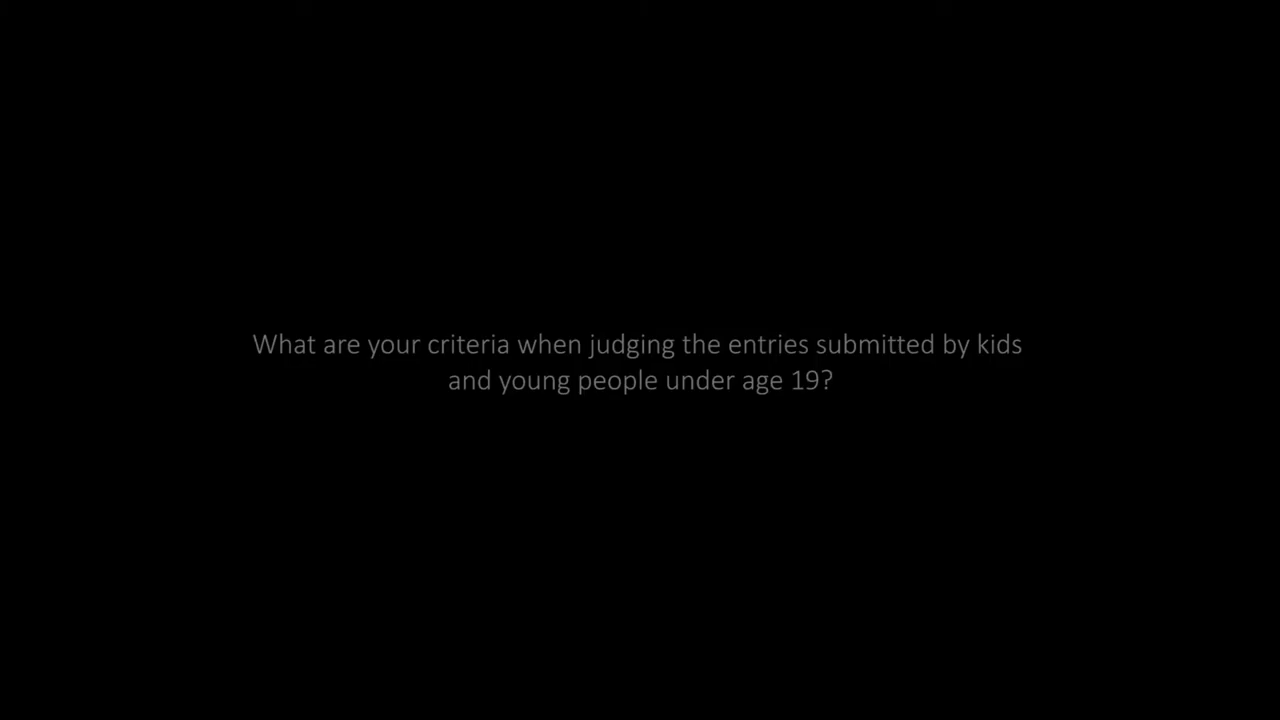 What are your criteria when judging the entries submitted by kids
and young people under age 19?